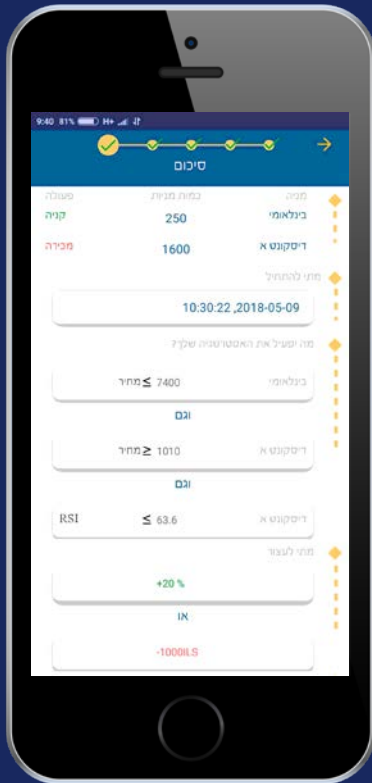 9:40 81% H+
סיכום
מניה כמות מניות פעולה
בינלאומי 250 קניה
דיסקונט א 1600 מכירה
מתי להתחיל
10:30:22 ,2018-05-09
מה יפעיל את האסטרטגיה שלך?
בינלאומי 7400 ≥ מחיר
וגם
דיסקונט א 1010 ≤ מחיר
וגם
דיסקונט א 63.6 ≥ RSI
מתי לעצור
+20 %
או
-1000ILS